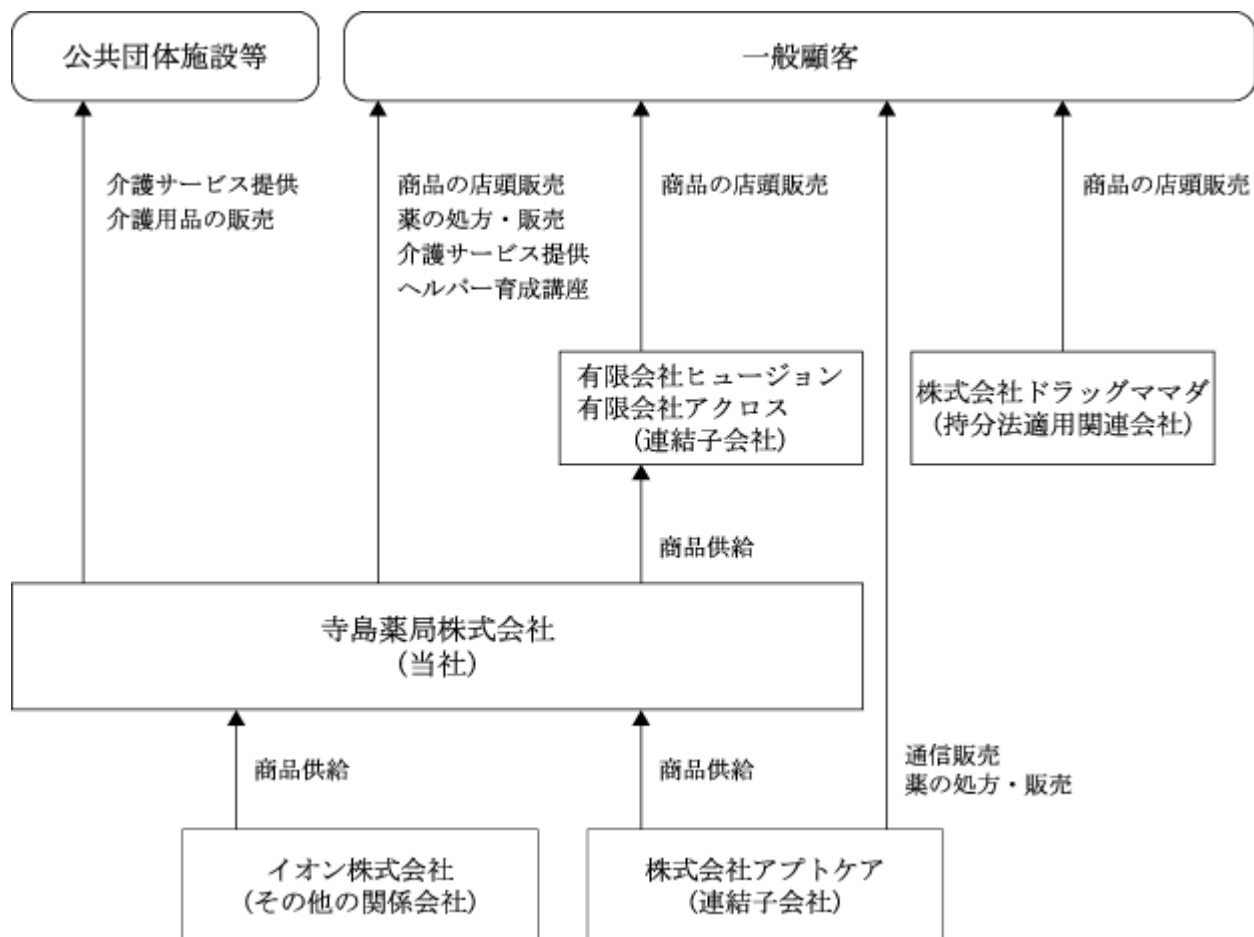 公共団体施設等
一般顧客
介護サービス提供
介護用品の販売
商品の店頭販売
薬の処方・販売
介護サービス提供
ヘルパー育成講座
商品の店頭販売
商品の店頭販売
有限会社ヒュージョン
有限会社アクロス
(連結子会社)
株式会社ドラッグママダ
(持分法適用関連会社)
商品供給
寺島薬局株式会社
(当社)
商品供給
商品供給
通信販売
薬の処方・販売
イオン株式会社
(その他の関係会社)
株式会社アプトケア
(連結子会社)